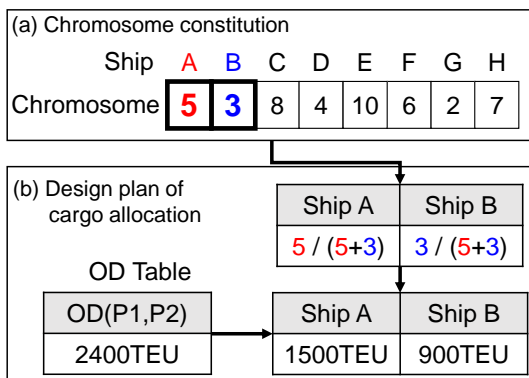 (a) Chromosome constitution
Ship A B C D E F G H
Chromosome 5 3 8 4 10 6 2 7
(b) Design plan of
cargo allocation
Ship A Ship B
5 / (5+3) 3 / (5+3)
OD Table
OD(P1,P2) Ship A Ship B
2400TEU 1500TEU 900TEU